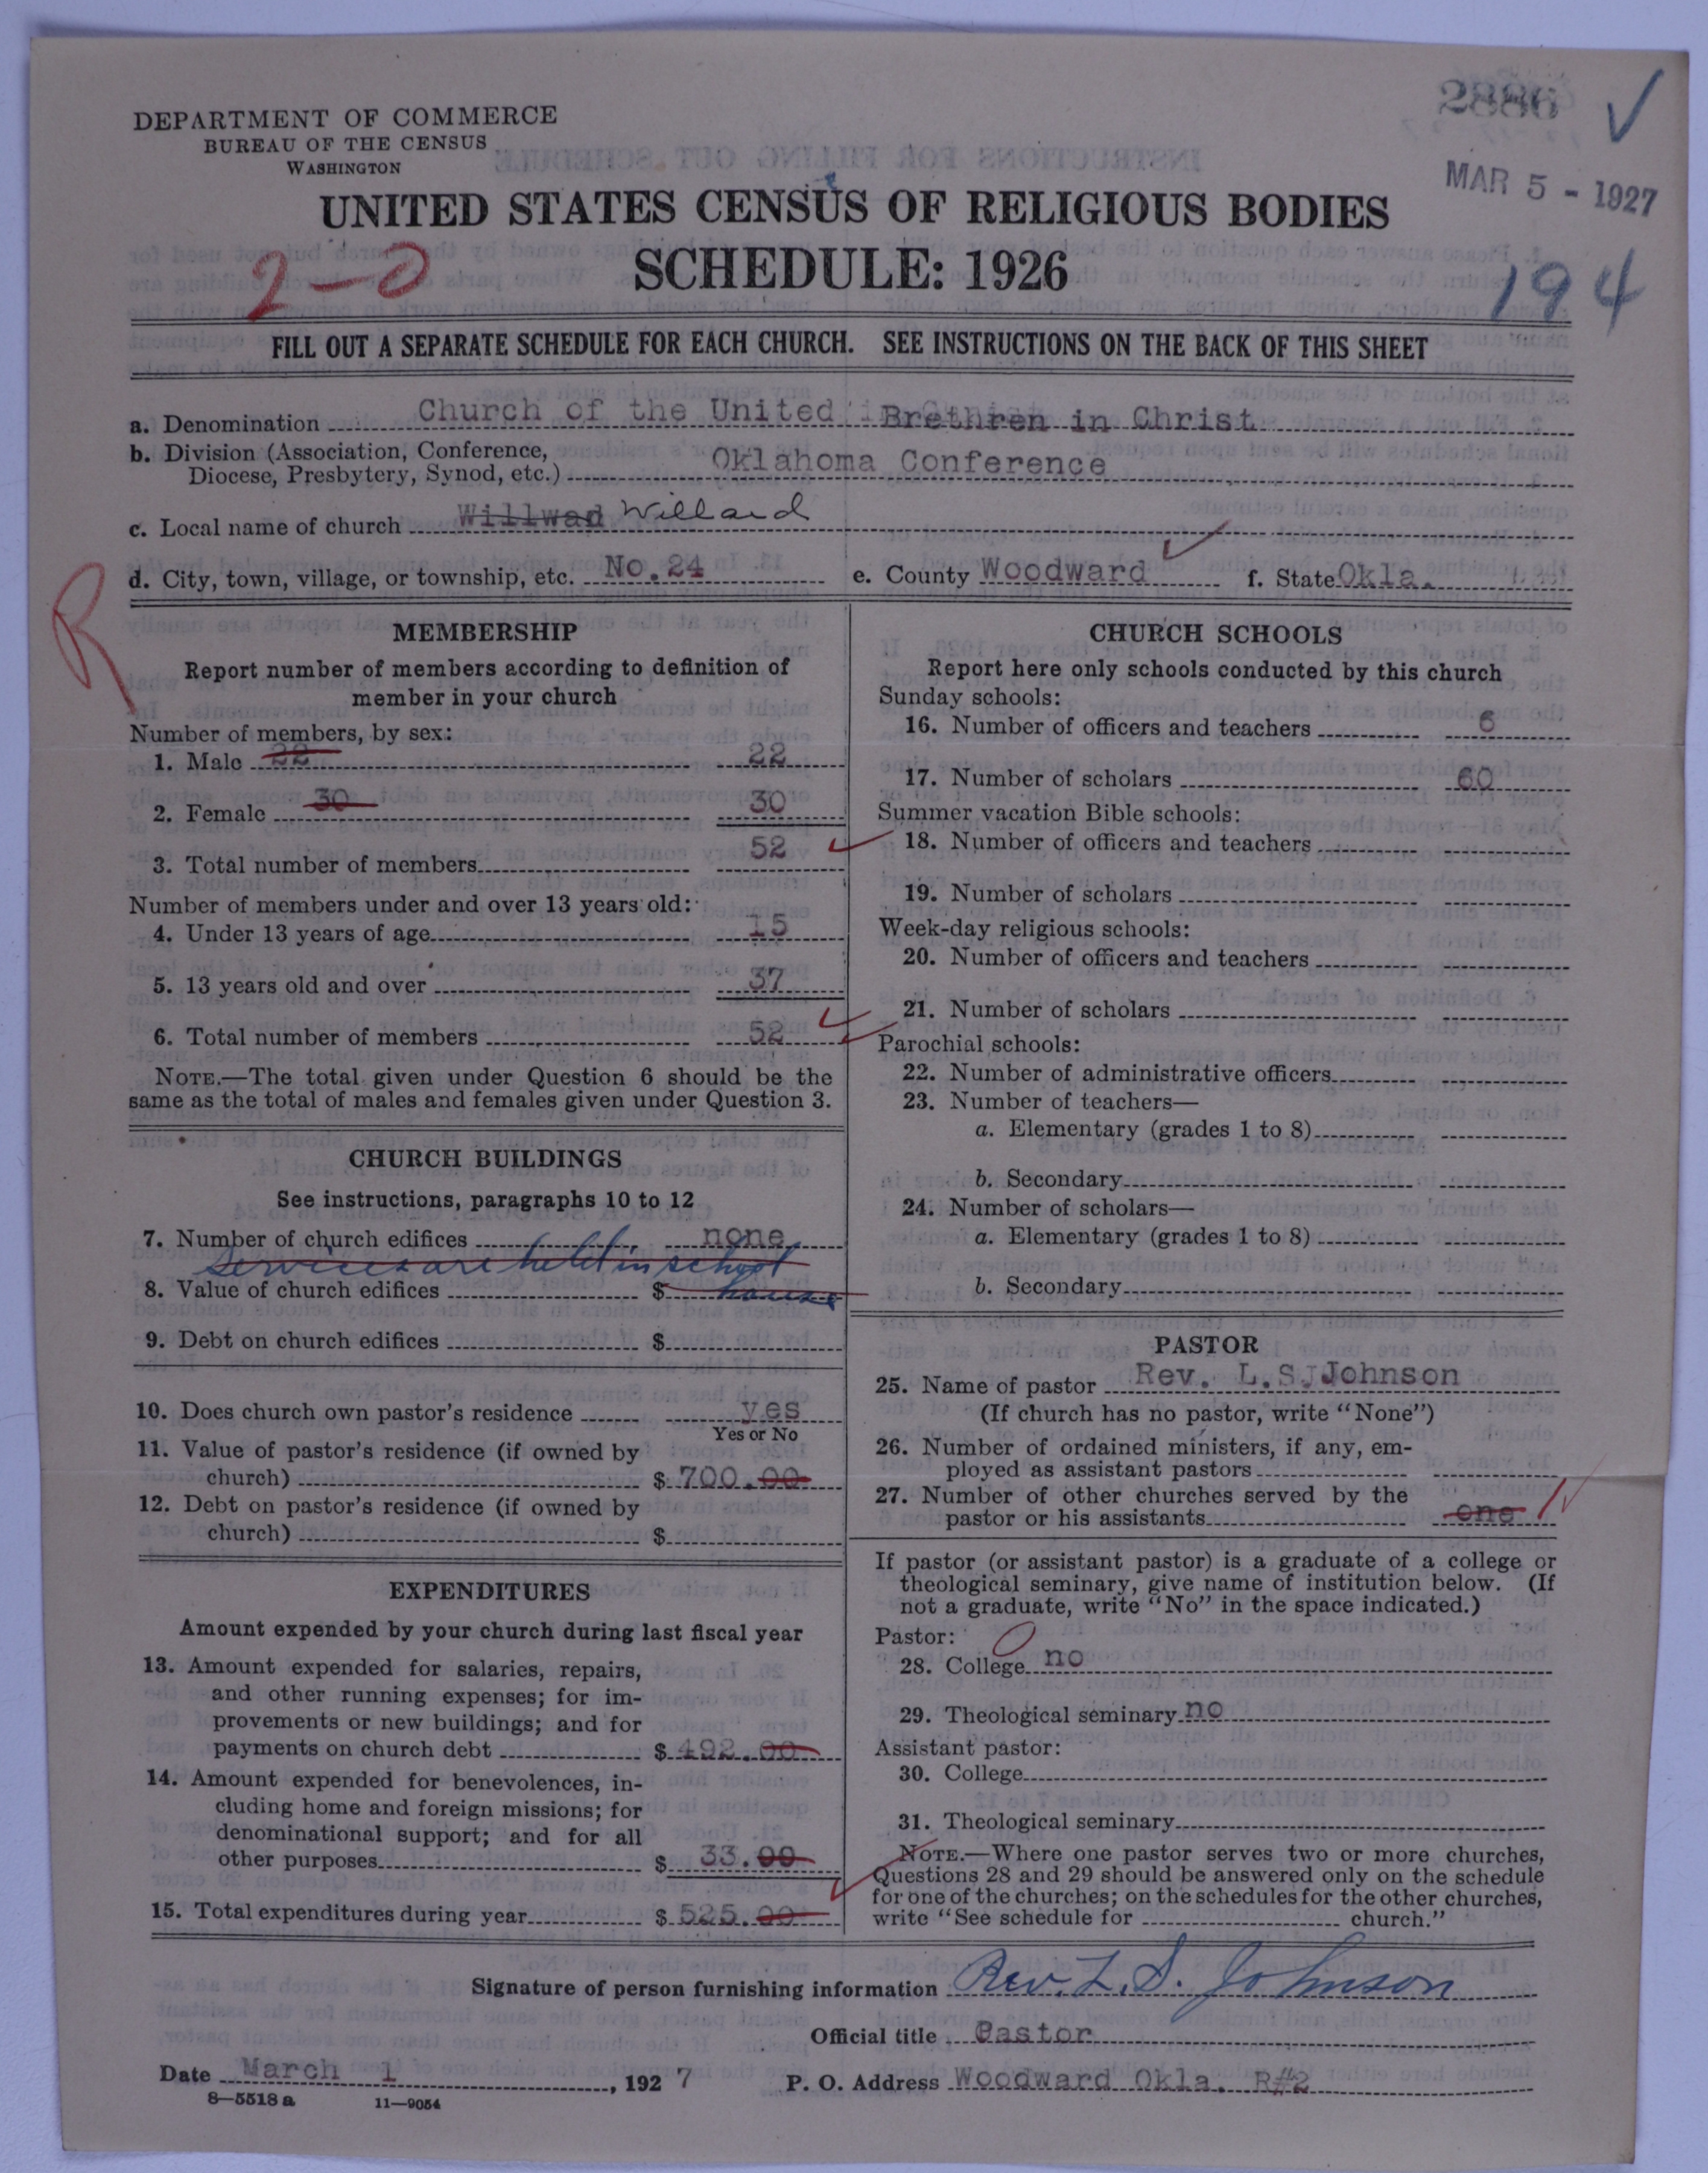 DEPARTMENT OF COMMERCE
BUREAU OF THE CENSUS
WASHINGTON
2886
MAR 5 - 1927
UNITED STATES CENSUS OF RELIGIOUS BODIES
SCHEDULE: 1926
2-0
194
FILL OUT A SEPARATE SCHEDULE FOR EACH CHURCH. SEE INSTRUCTIONS ON THE BACK OF THIS SHEET
a. Denomination Church of the United Brethren in Christ
b. Division (Association, Conference, Diocese, Presbytery, Synod, etc.) Oklahoma Conference
c. Local name of church Willwad Willard
d. City, town, village, or township, etc. No.24 e. County Woodward f. State Okla.
R
MEMBERSHIP
Report number of members according to definition of
member in your church
Number of members, by sex:
1. Male 22 22
2. Female 30 30
3. Total number of members 52
Number of members under and over 13 years old:
4. Under 13 years of age 15
5. 13 years old and over 37
6. Total number of members 52
NOTE.—The total given under Question 6 should be the
same as the total of males and females given under Question 3.
CHURCH BUILDINGS
See instructions, paragraphs 10 to 12
7. Number of church edifices none
services are held in school
8. Value of church edifices $ house
9. Debt on church edifices $
10. Does church own pastor's residence yes
Yes or No
11. Value of pastor's residence (if owned by
church) $ 700.00
12. Debt on pastor's residence (if owned by
church) $
EXPENDITURES
Amount expended by your church during last fiscal year
13. Amount expended for salaries, repairs,
and other running expenses; for im-
provements or new buildings; and for
payments on church debt $ 492.00
14. Amount expended for benevolences, in-
cluding home and foreign missions; for
denominational support; and for all
other purposes $ 33.00
15. Total expenditures during year $ 525.00
CHURCH SCHOOLS
Report here only schools conducted by this church
Sunday schools:
16. Number of officers and teachers 6
17. Number of scholars 60
Summer vacation Bible schools:
18. Number of officers and teachers
19. Number of scholars
Week-day religious schools:
20. Number of officers and teachers
21. Number of scholars
Parochial schools:
22. Number of administrative officers
23. Number of teachers—
a. Elementary (grades 1 to 8)
b. Secondary
24. Number of scholars—
a. Elementary (grades 1 to 8)
b. Secondary
PASTOR
25. Name of pastor Rev. L.S.Johnson
(If church has no pastor, write "None")
26. Number of ordained ministers, if any, em-
ployed as assistant pastors
27. Number of other churches served by the
pastor or his assistants one 1
If pastor (or assistant pastor) is a graduate of a college or
theological seminary, give name of institution below. (If
not a graduate, write "No" in the space indicated.)
Pastor: 0
28. College no
29. Theological seminary no
Assistant pastor:
30. College
31. Theological seminary
NOTE.—Where one pastor serves two or more churches,
Questions 28 and 29 should be answered only on the schedule
for one of the churches; on the schedules for the other churches,
write "See schedule for church."
Signature of person furnishing information Rev. L. S. Johnson
Official title Pastor
Date March 1, 1927 P. O. Address Woodward Okla. R#2
8—5518 a 11—9054